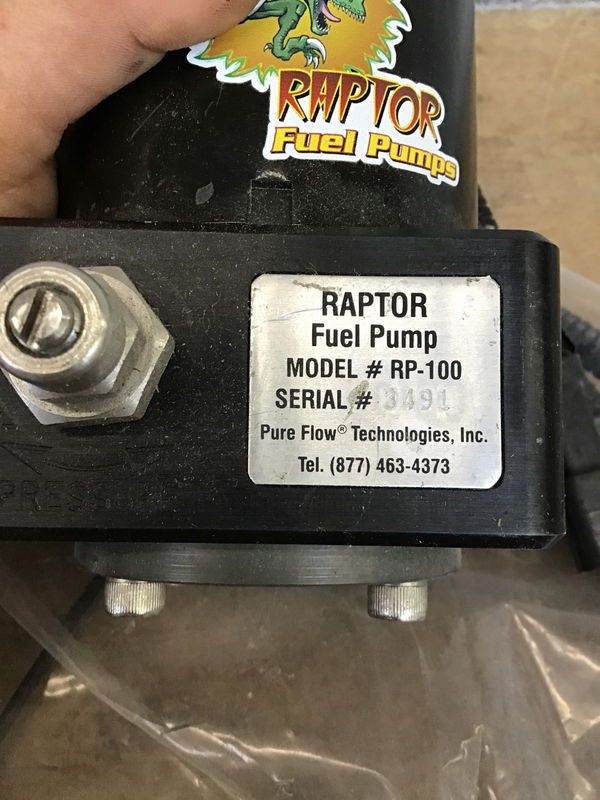 RAPTOR
Fuel Pumps
RAPTOR
Fuel Pump
MODEL # RP-100
SERIAL # 3491
Pure Flow® Technologies, Inc.
Tel. (877) 463-4373